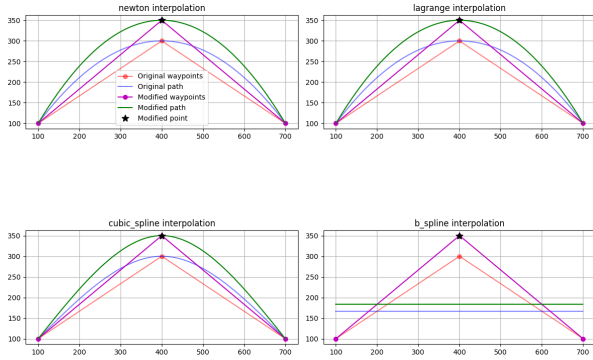 newton interpolation
350
300
250
200
150
100
100 200 300 400 500 600 700
Original waypoints
Original path
Modified waypoints
Modified path
Modified point
lagrange interpolation
350
300
250
200
150
100
100 200 300 400 500 600 700
cubic_spline interpolation
350
300
250
200
150
100
100 200 300 400 500 600 700
b_spline interpolation
350
300
250
200
150
100
100 200 300 400 500 600 700